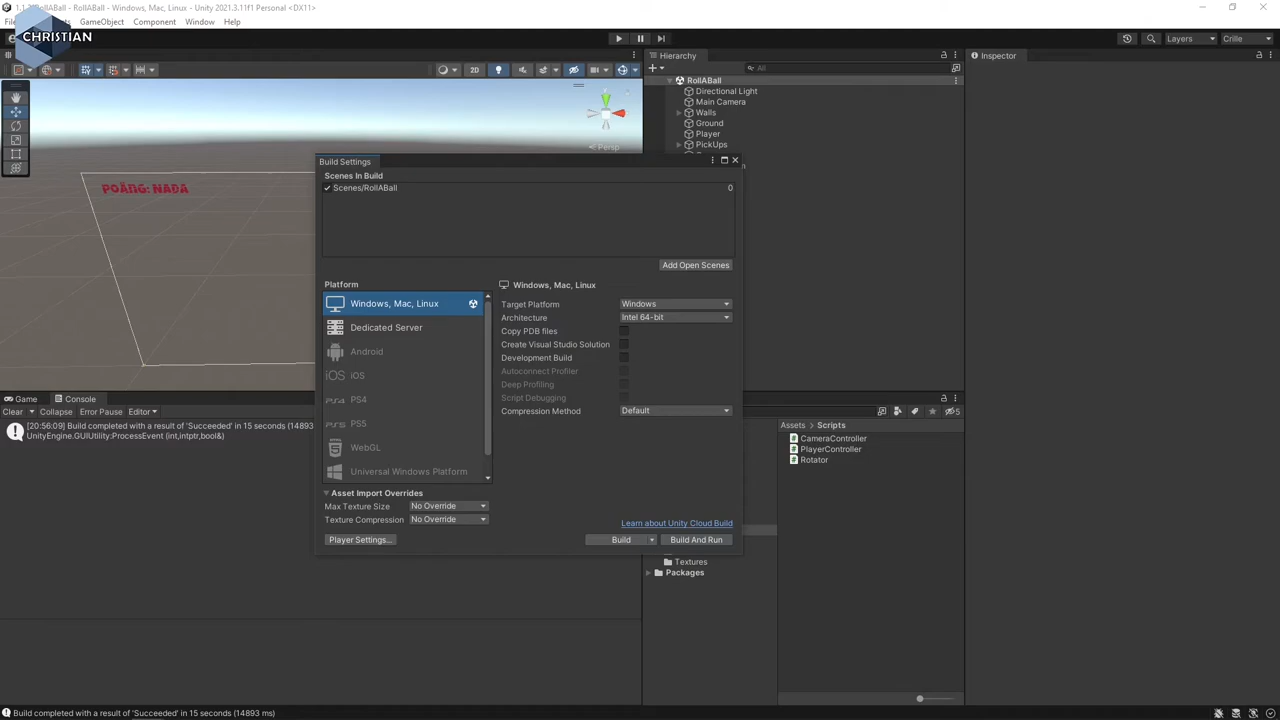 RollABall - Windows, Mac, Linux - Unity 2021.3.11f1 Personal <DX11>
GameObject Component Window Help
CHRISTIAN
Layers
Crille
Hierarchy
Inspector
All
2D
RollABall
Directional Light
Main Camera
Walls
Ground
Player
PickUps
Persp
POÄNG: NADA
Build Settings
Scenes In Build
Scenes/RollABall 0
Add Open Scenes
Platform
Windows, Mac, Linux
Dedicated Server
Android
iOS iOS
PS4
PS5
WebGL
Universal Windows Platform
Windows, Mac, Linux
Target Platform Windows
Architecture Intel 64-bit
Copy PDB files
Create Visual Studio Solution
Development Build
Autoconnect Profiler
Deep Profiling
Script Debugging
Compression Method Default
Asset Import Overrides
Max Texture Size No Override
Texture Compression No Override
Learn about Unity Cloud Build
Player Settings...
Build
Build And Run
Game
Console
Clear Collapse Error Pause Editor
[20:56:09] Build completed with a result of 'Succeeded' in 15 seconds (14893
UnityEngine.GUIUtility:ProcessEvent (int,intptr,bool&)
5
Assets Scripts
CameraController
PlayerController
Rotator
Textures
Packages
Build completed with a result of 'Succeeded' in 15 seconds (14893 ms)